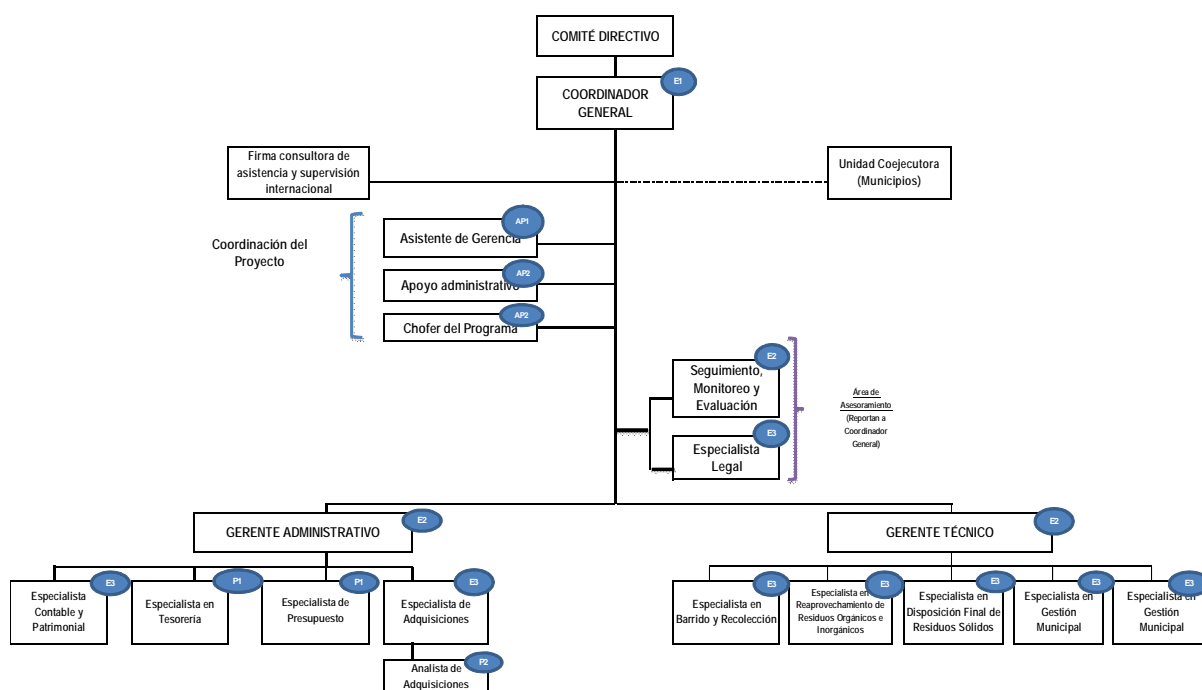 COMITÉ DIRECTIVO
E1
COORDINADOR
GENERAL
Firma consultora de
asistencia y supervisión
internacional
Unidad Coejecutora
(Municipios)
Coordinación del
Proyecto
AP1
Asistente de Gerencia
AP2
Apoyo administrativo
AP2
Chofer del Programa
E2
Seguimiento,
Monitoreo y
Evaluación
E3
Especialista
Legal
Área de
Asesoramiento
(Reportan a
Coordinador
General)
E2
GERENTE ADMINISTRATIVO
E2
GERENTE TÉCNICO
E3
Especialista
Contable y
Patrimonial
P1
Especialista en
Tesorería
P1
Especialista de
Presupuesto
E3
Especialista de
Adquisiciones
P2
Analista de
Adquisiciones
E3
Especialista en
Barrido y Recolección
E3
Especialista en
Reaprovechamiento de
Residuos Orgánicos e
Inorgánicos
E3
Especialista en
Disposición Final de
Residuos Sólidos
E3
Especialista en
Gestión
Municipal
E3
Especialista en
Gestión
Municipal